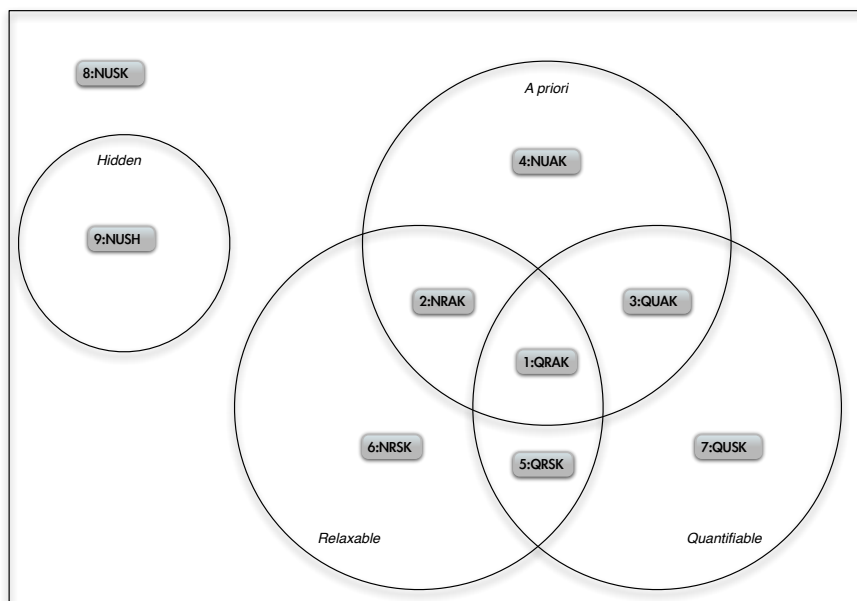 8:NUSK
A priori
Hidden
4:NUAK
9:NUSH
2:NRAK
3:QUAK
1:QRAK
6:NRSK
7:QUSK
5:QRSK
Relaxable
Quantifiable